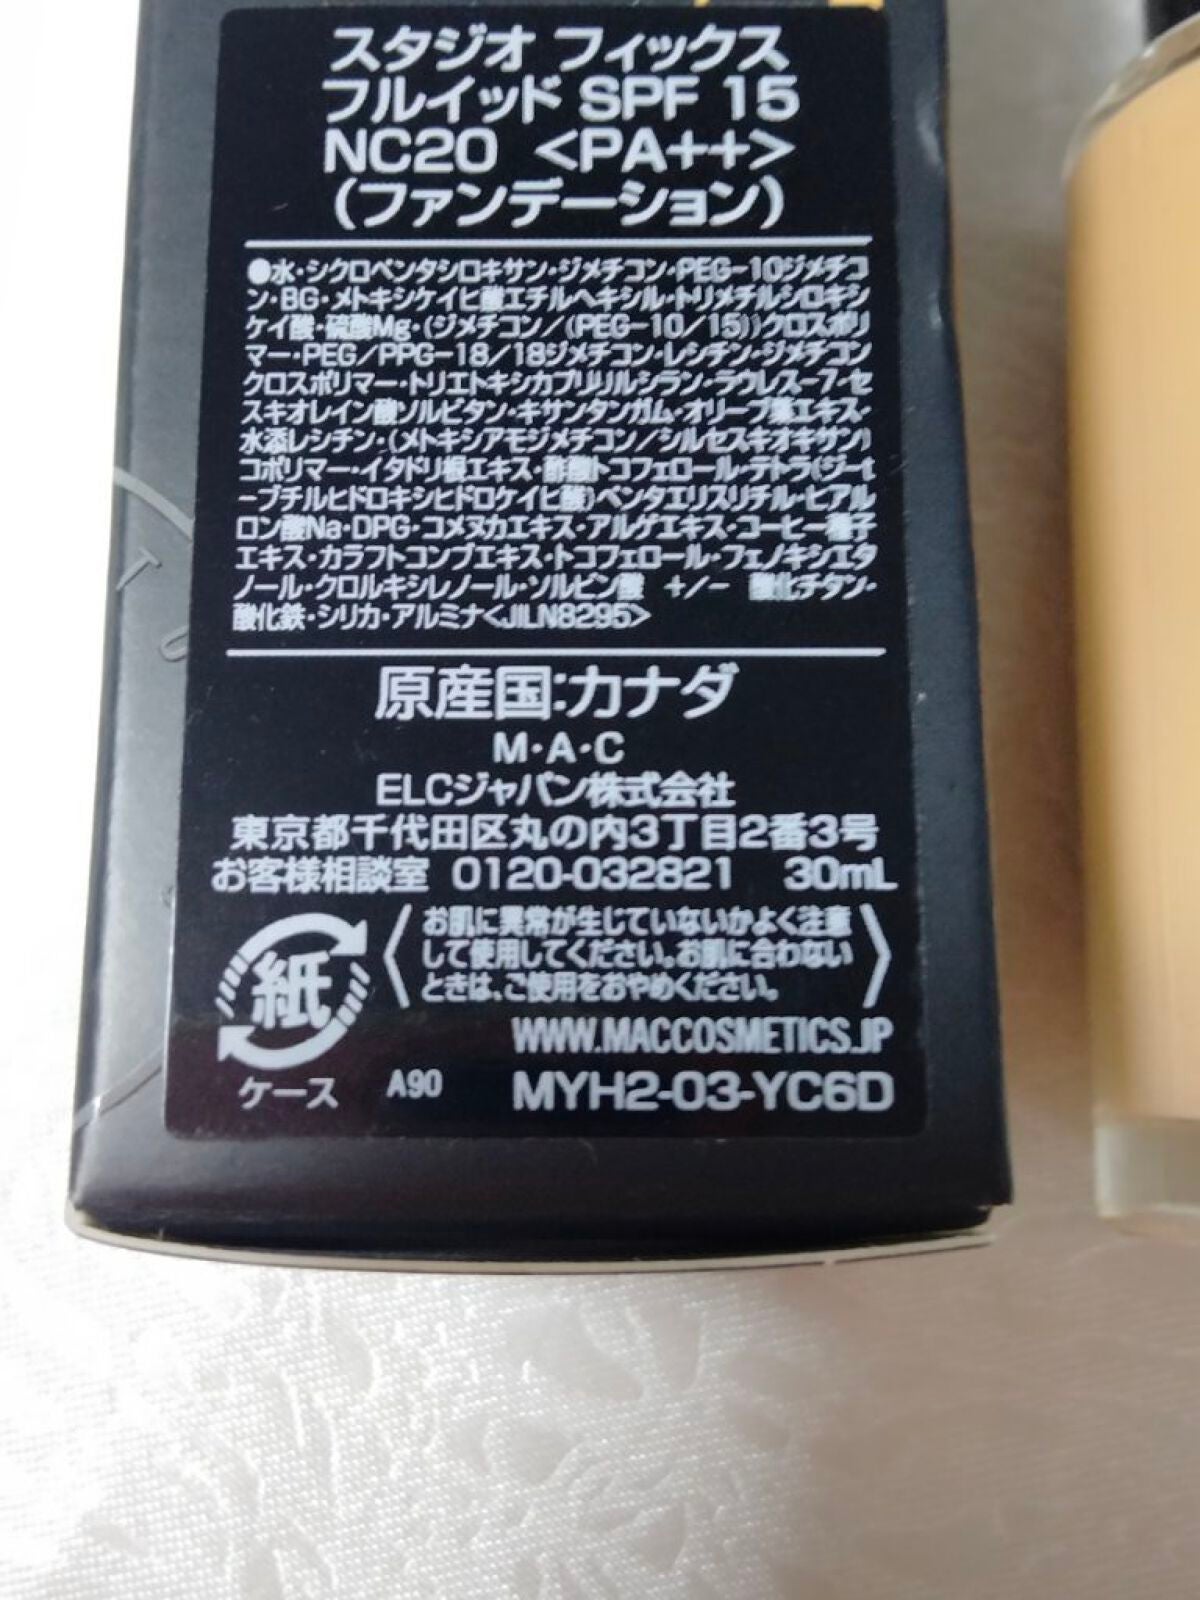 スタジオ フィックス
フルイッド SPF 15
NC20 <PA++>
(ファンデーション)
●水・シクロペンタシロキサン・ジメチコン・PEG-10ジメチコ
ン・BG・メトキシケイヒ酸エチルヘキシル・トリメチルシロキシ
ケイ酸・硫酸Mg・(ジメチコン/(PEG-10/15))クロスポリ
マー・PEG/PPG-18/18ジメチコン・レシチン・ジメチコン
クロスポリマー・トリエトキシカプリリルシラン・ラウレス-7・セ
スキオレイン酸ソルビタン・キサンタンガム・オリーブ葉エキス・
水添レシチン・(メトキシアモジメチコン/シルセスキオキサン)
コポリマー・イタドリ根エキス・酢酸トコフェロール・テトラ(ジ-t
-ブチルヒドロキシヒドロケイヒ酸)ペンタエリスリチル・ヒアル
ロン酸Na・DPG・コメヌカエキス・アルゲエキス・コーヒー種子
エキス・カラフトコンブエキス・トコフェロール・フェノキシエタ
ノール・クロルキシレノール・ソルビン酸 +/- 酸化チタン・
酸化鉄・シリカ・アルミナ<JILN8295>
原産国:カナダ
M・A・C
ELCジャパン株式会社
東京都千代田区丸の内3丁目2番3号
お客様相談室 0120-032821 30mL
お肌に異常が生じていないかよく注意
して使用してください。お肌に合わない
ときは、ご使用をおやめください。
紙
WWW.MACCOSMETICS.JP
ケース A90 MYH2-03-YC6D